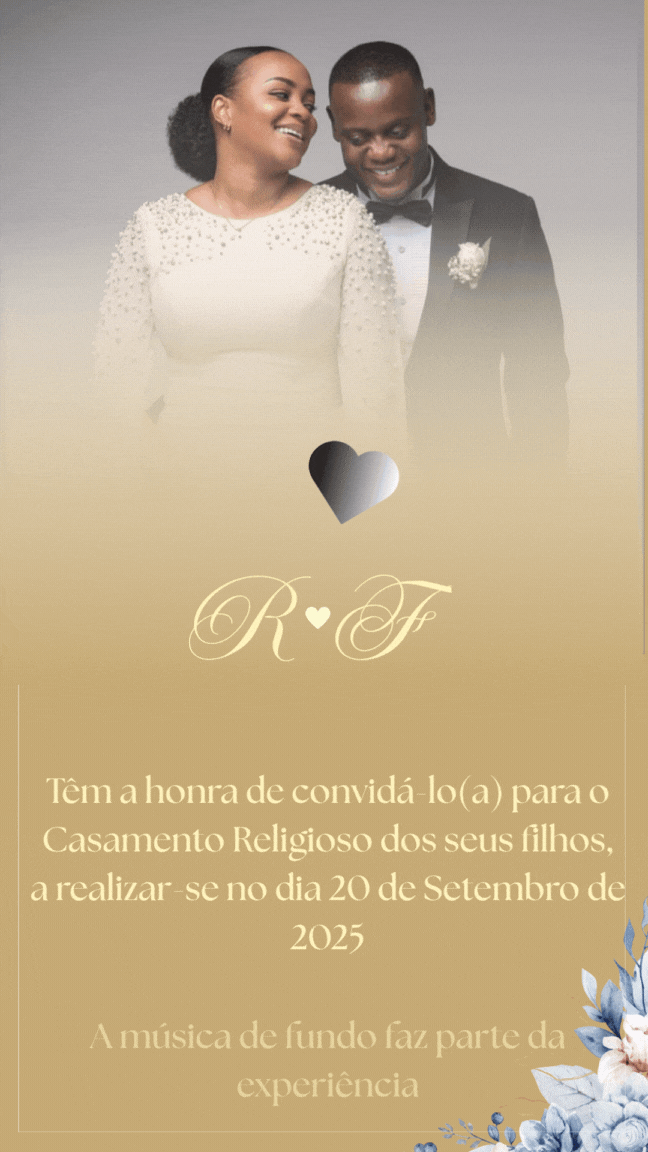 R F
Têm a honra de convidá-lo(a) para o
Casamento Religioso dos seus filhos,
a realizar-se no dia 20 de Setembro de
2025
A música de fundo faz parte da
experiência